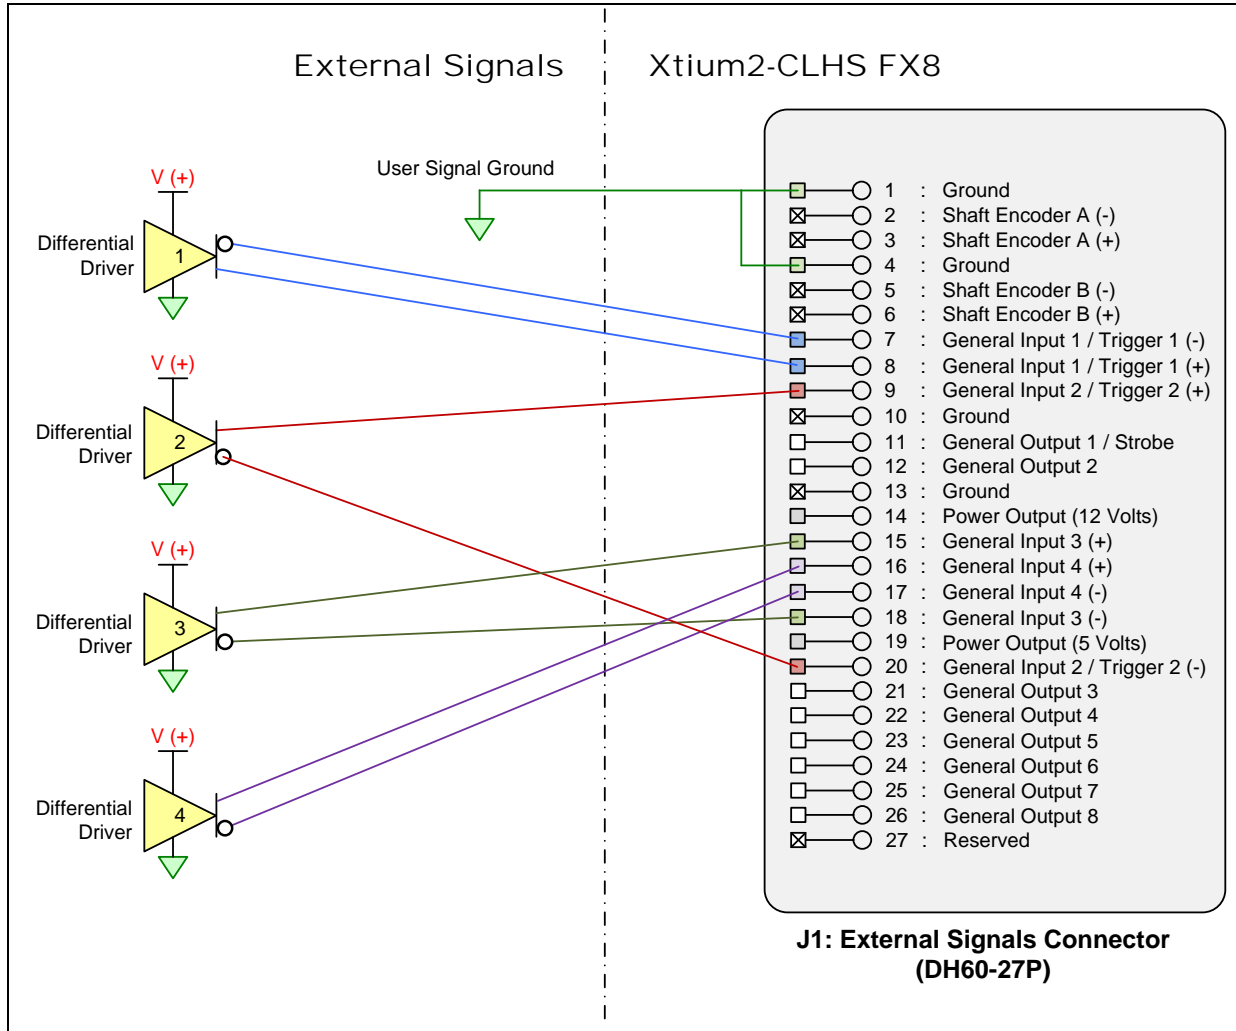 External Signals
Xtium2-CLHS FX8
User Signal Ground
V (+)
Differential
Driver
1
V (+)
Differential
Driver
2
V (+)
Differential
Driver
3
V (+)
Differential
Driver
4
1 : Ground
2 : Shaft Encoder A (-)
3 : Shaft Encoder A (+)
4 : Ground
5 : Shaft Encoder B (-)
6 : Shaft Encoder B (+)
7 : General Input 1 / Trigger 1 (-)
8 : General Input 1 / Trigger 1 (+)
9 : General Input 2 / Trigger 2 (+)
10 : Ground
11 : General Output 1 / Strobe
12 : General Output 2
13 : Ground
14 : Power Output (12 Volts)
15 : General Input 3 (+)
16 : General Input 4 (+)
17 : General Input 4 (-)
18 : General Input 3 (-)
19 : Power Output (5 Volts)
20 : General Input 2 / Trigger 2 (-)
21 : General Output 3
22 : General Output 4
23 : General Output 5
24 : General Output 6
25 : General Output 7
26 : General Output 8
27 : Reserved
J1: External Signals Connector
(DH60-27P)